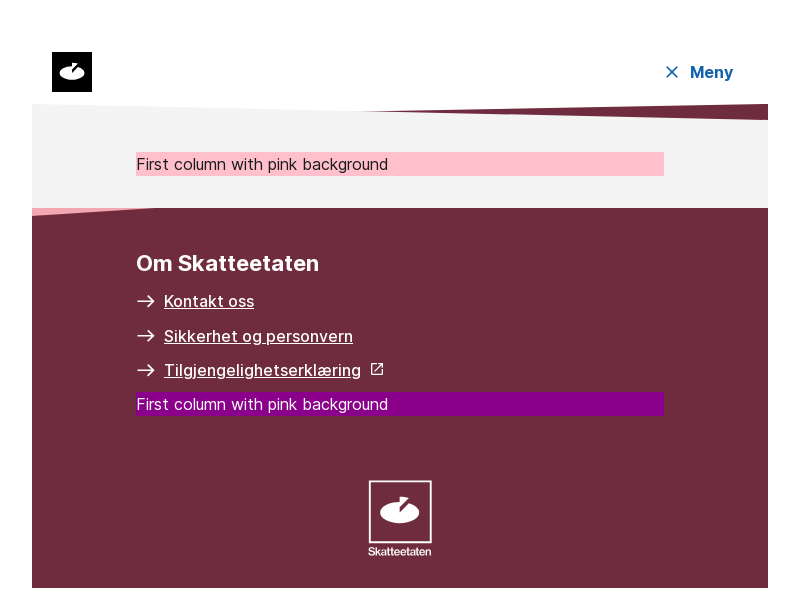 Meny
First column with pink background
Om Skatteetaten
Kontakt oss
Sikkerhet og personvern
Tilgjengelighetserklæring
First column with pink background
Skatteetaten